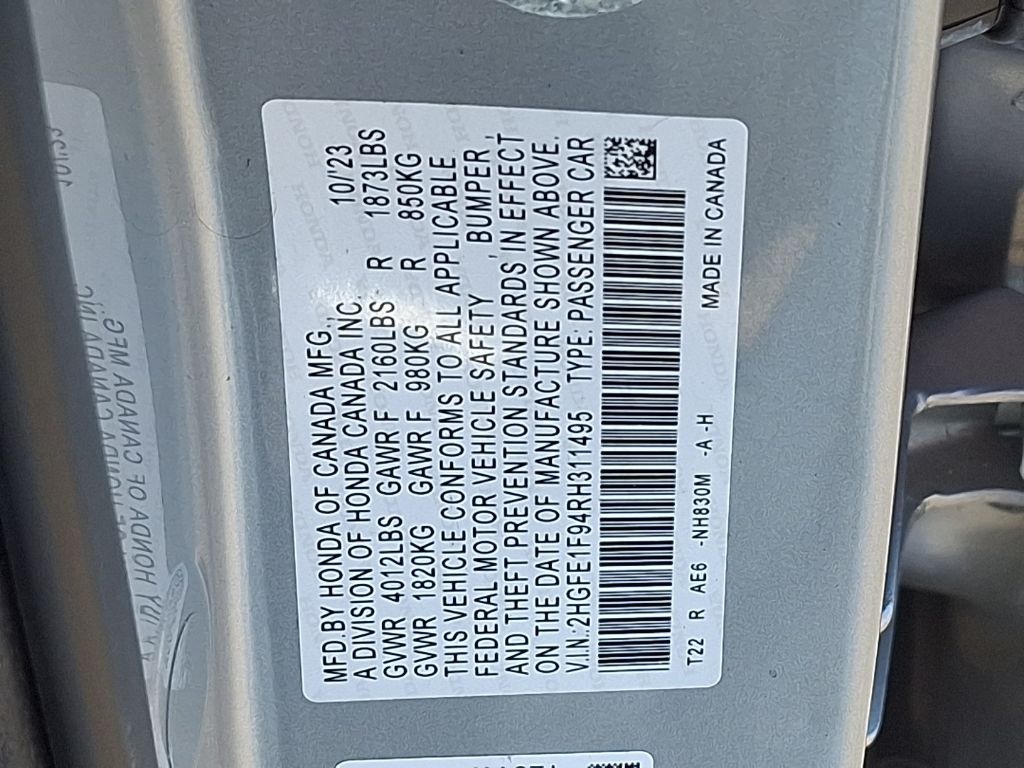 MFD.BY HONDA OF CANADA MFG., 10/'23
A DIVISION OF HONDA CANADA INC.
GVWR 4012LBS GAWR F 2160LBS R 1873LBS
GVWR 1820KG GAWR F 980KG R 850KG
THIS VEHICLE CONFORMS TO ALL APPLICABLE
FEDERAL MOTOR VEHICLE SAFETY , BUMPER,
AND THEFT PREVENTION STANDARDS IN EFFECT
ON THE DATE OF MANUFACTURE SHOWN ABOVE.
V.I.N.:2HGFE1F94RH311495 TYPE: PASSENGER CAR
T22 R AE6 -NH830M -A -H MADE IN CANADA